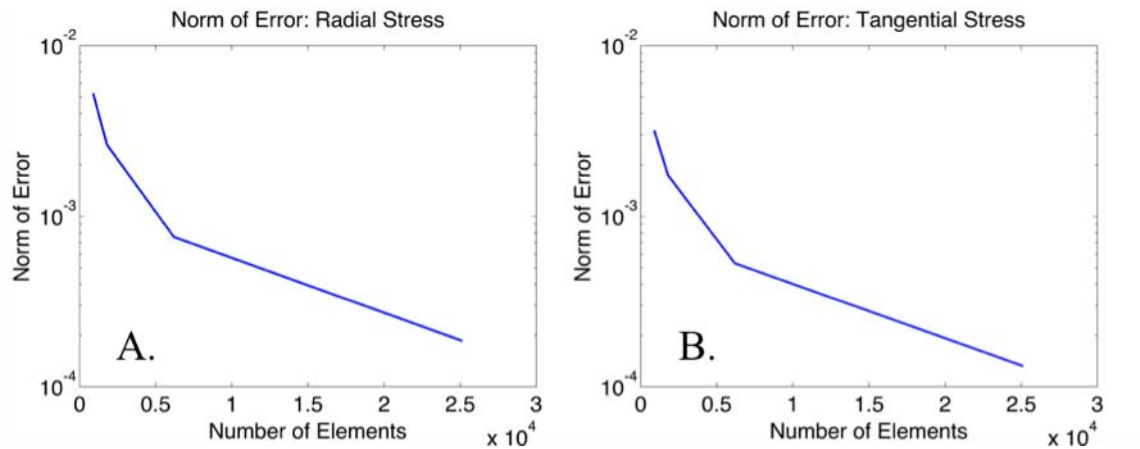 Norm of Error: Radial Stress
10^-2
10^-3
10^-4
Norm of Error
A.
0 0.5 1 1.5 2 2.5 3
Number of Elements
x 10^4
Norm of Error: Tangential Stress
10^-2
10^-3
10^-4
Norm of Error
B.
0 0.5 1 1.5 2 2.5 3
Number of Elements
x 10^4